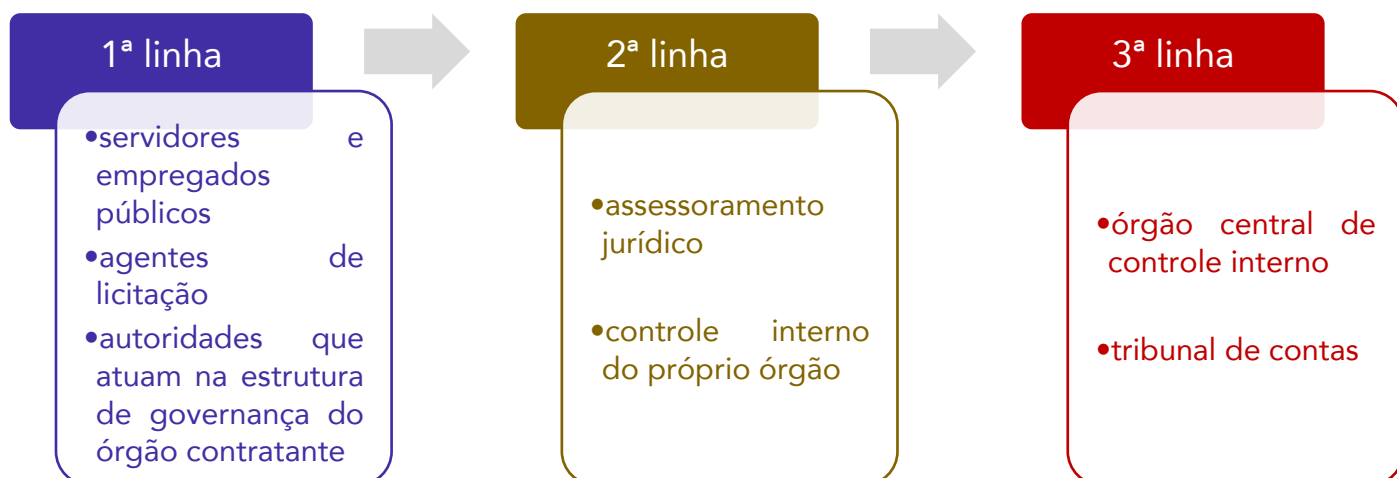 1ª linha
•servidores e
empregados
públicos
•agentes de
licitação
•autoridades que
atuam na estrutura
de governança do
órgão contratante
2ª linha
•assessoramento
jurídico
•controle interno
do próprio órgão
3ª linha
•órgão central de
controle interno
•tribunal de contas